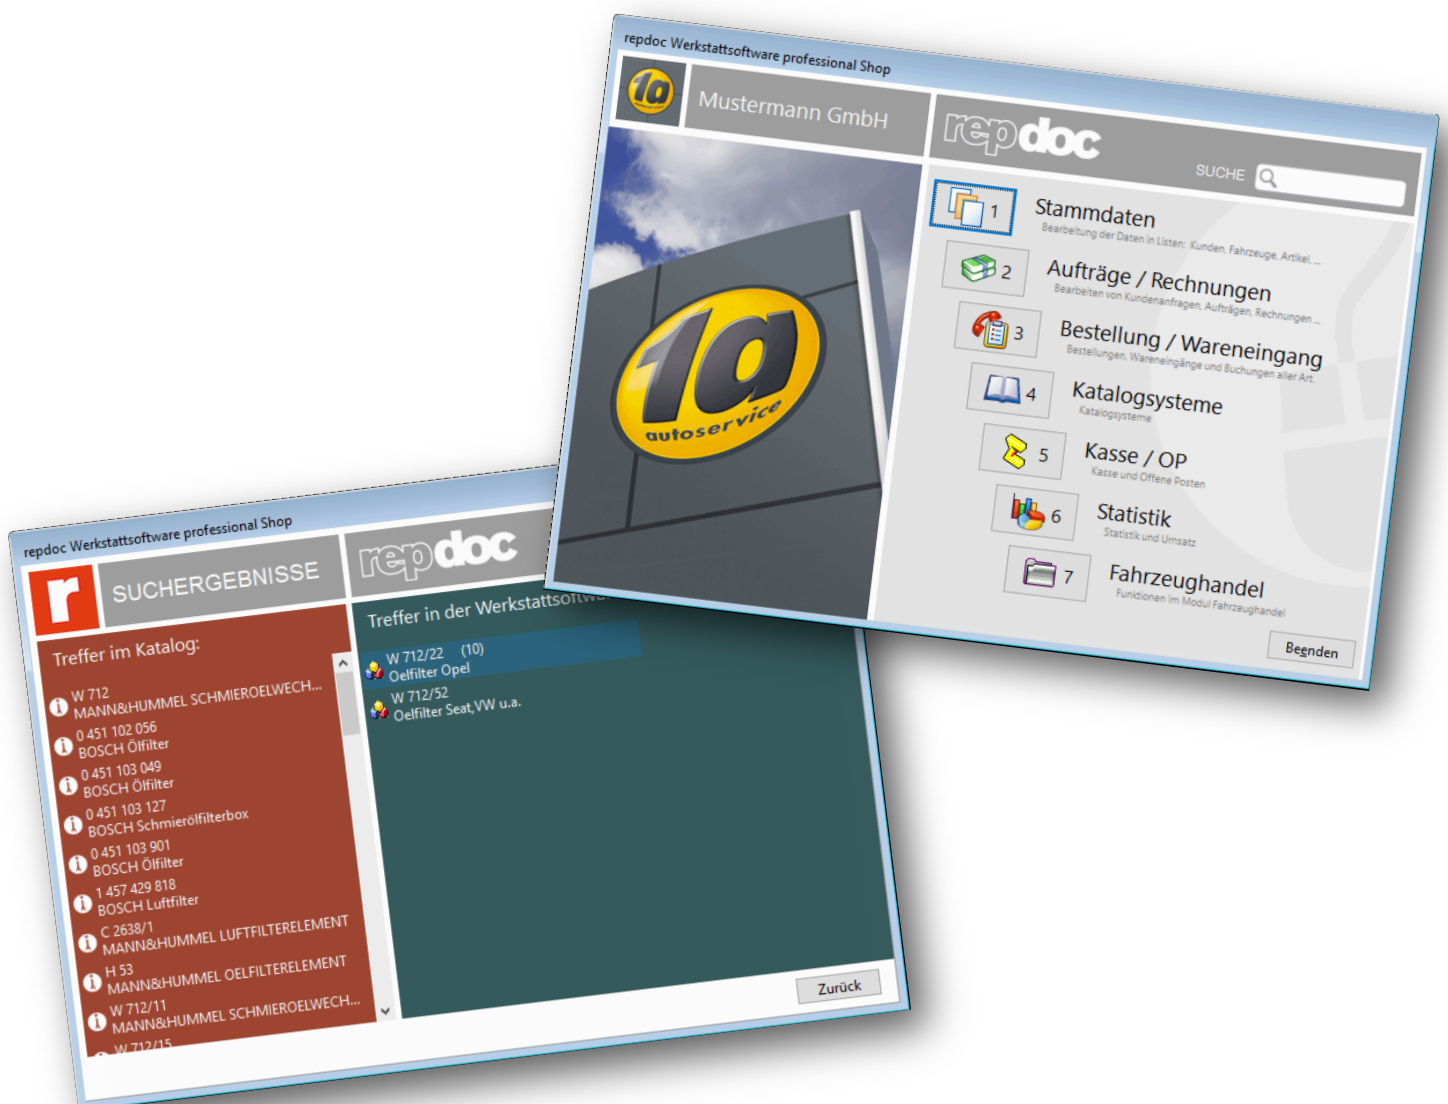 repdoc Werkstattsoftware professional Shop
1a
Mustermann GmbH
repdoc
SUCHE
1a
autoservice
1
Stammdaten
Bearbeitung der Daten in Listen: Kunden, Fahrzeuge, Artikel, ...
2
Aufträge / Rechnungen
Bearbeiten von Kundenanfragen, Aufträgen, Rechnungen ...
3
Bestellung / Wareneingang
Bestellungen, Wareneingänge und Buchungen aller Art.
4
Katalogsysteme
Katalogsysteme
5
Kasse / OP
Kasse und Offene Posten
6
Statistik
Statistik und Umsatz
7
Fahrzeughandel
Funktionen im Modul Fahrzeughandel
Beenden
repdoc Werkstattsoftware professional Shop
r
SUCHERGEBNISSE
repdoc
Treffer im Katalog:
W 712
MANN&HUMMEL SCHMIEROELWECH...
0 451 102 056
BOSCH Ölfilter
0 451 103 049
BOSCH Ölfilter
0 451 103 127
BOSCH Schmierölfilterbox
0 451 103 901
BOSCH Ölfilter
1 457 429 818
BOSCH Luftfilter
C 2638/1
MANN&HUMMEL LUFTFILTERELEMENT
H 53
MANN&HUMMEL OELFILTERELEMENT
W 712/11
MANN&HUMMEL SCHMIEROELWECH...
W 712/15
Treffer in der
W 712/22 (10)
Oelfilter Opel
W 712/52
Oelfilter Seat,VW u.a.
Zurück